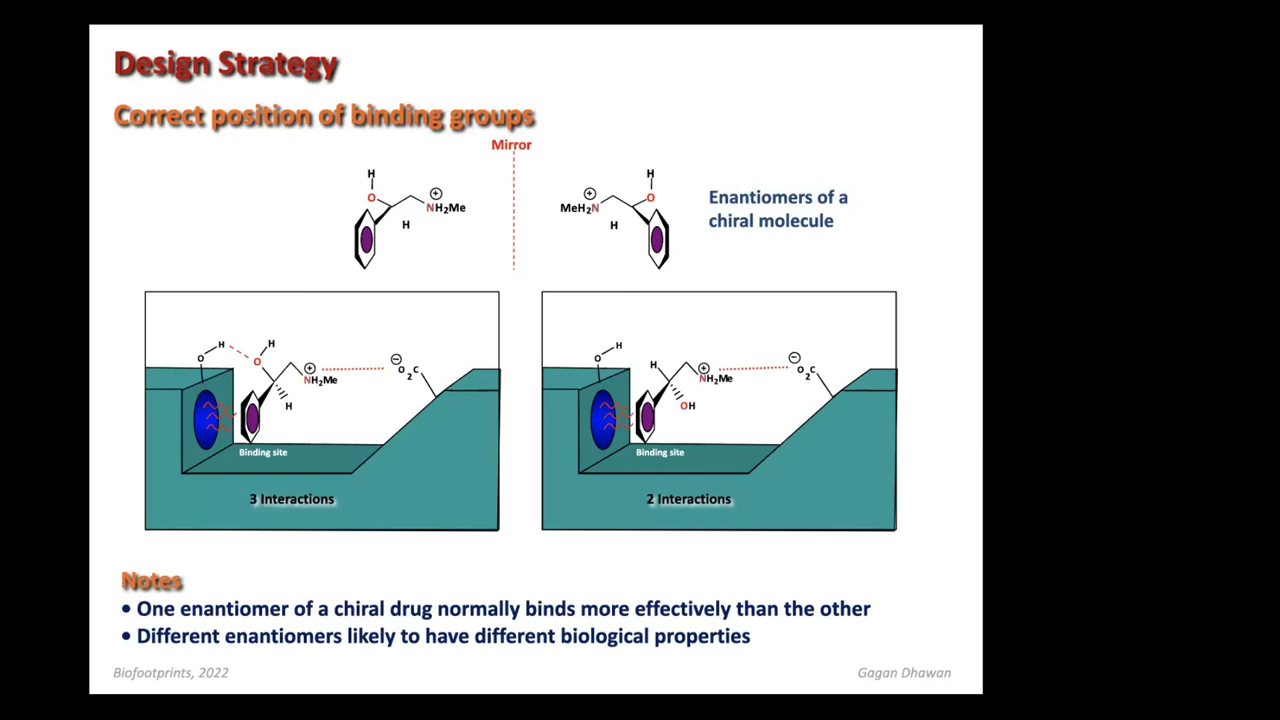 Design Strategy
Correct position of binding groups
Mirror
H
O
+
NH2Me
H
H
+
O
MeH2N
H
Enantiomers of a
chiral molecule
H
O
H
O
+
NH2Me
H
−
O2C
Binding site
3 Interactions
H
O
H
+
NH2Me
OH
−
O2C
Binding site
2 Interactions
Notes
• One enantiomer of a chiral drug normally binds more effectively than the other
• Different enantiomers likely to have different biological properties
Biofootprints, 2022
Gagan Dhawan